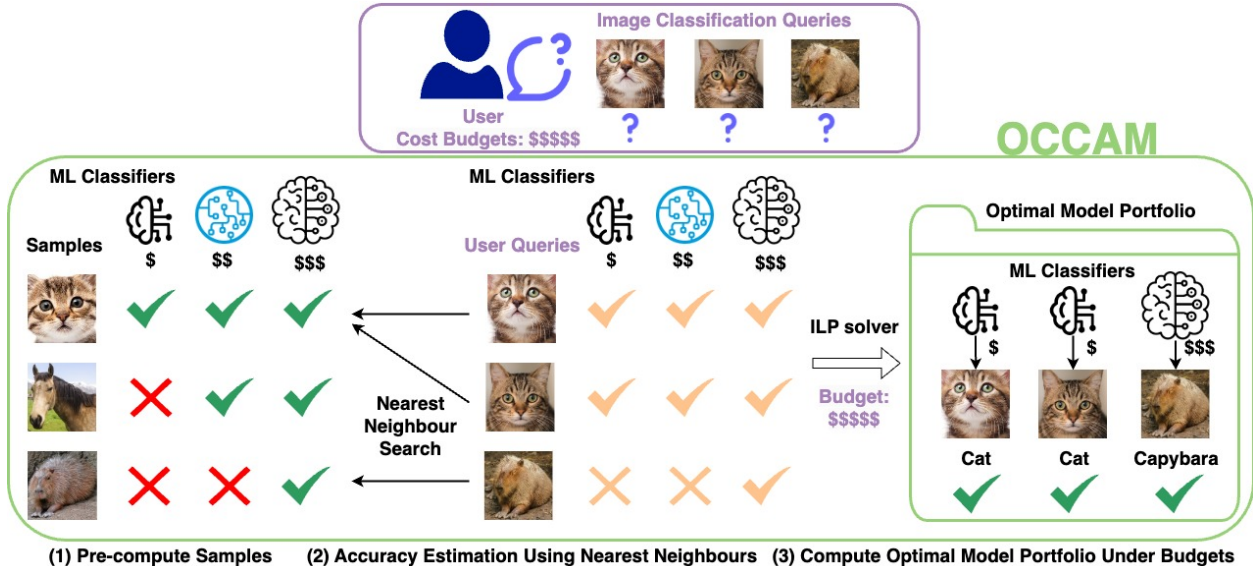 Image Classification Queries
User
Cost Budgets: $$$$$
? ? ?
OCCAM
ML Classifiers
Samples
$ $$ $$$
ML Classifiers
User Queries
$ $$ $$$
Nearest
Neighbour
Search
ILP solver
Budget:
$$$$$
Optimal Model Portfolio
ML Classifiers
$ $ $$$
Cat Cat Capybara
(1) Pre-compute Samples
(2) Accuracy Estimation Using Nearest Neighbours
(3) Compute Optimal Model Portfolio Under Budgets